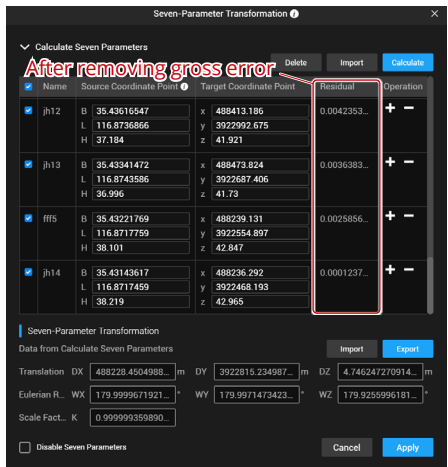 Seven-Parameter Transformation
Calculate Seven Parameters
After removing gross error
Delete Import Calculate
Name Source Coordinate Point Target Coordinate Point Residual Operation
jh12 B 35.43616547 x 488413.186 0.0042353... + −
L 116.8736866 y 3922992.675
H 37.184 z 41.921
jh13 B 35.43341472 x 488473.824 0.0036383... + −
L 116.8743586 y 3922687.406
H 36.996 z 41.73
fff5 B 35.43221769 x 488239.131 0.0025856... + −
L 116.8717759 y 3922554.897
H 38.101 z 42.847
jh14 B 35.43143617 x 488236.292 0.0001237... + −
L 116.8717459 y 3922468.193
H 38.219 z 42.965
Seven-Parameter Transformation
Data from Calculate Seven Parameters Import Export
Translation DX 488228.4504988... m DY 3922815.234987... m DZ 4.746247270914... m
Eulerian R... WX 179.9999671921... ° WY 179.9971473423... ° WZ 179.9255996181... °
Scale Fact... K 0.999999359890...
Disable Seven Parameters Cancel Apply